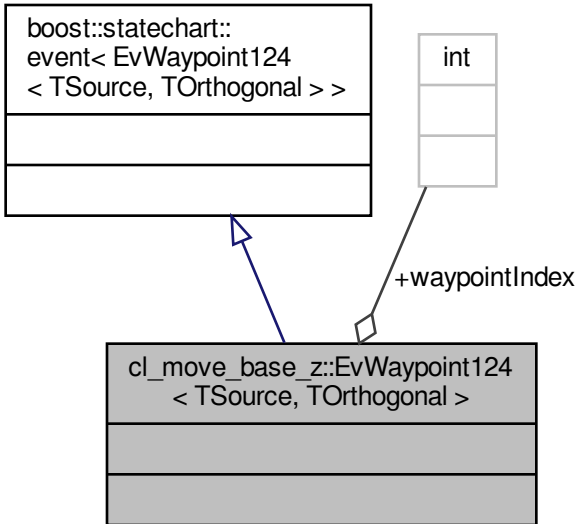 boost::statechart::
event< EvWaypoint124
< TSource, TOrthogonal > >
int
+waypointIndex
cl_move_base_z::EvWaypoint124
< TSource, TOrthogonal >